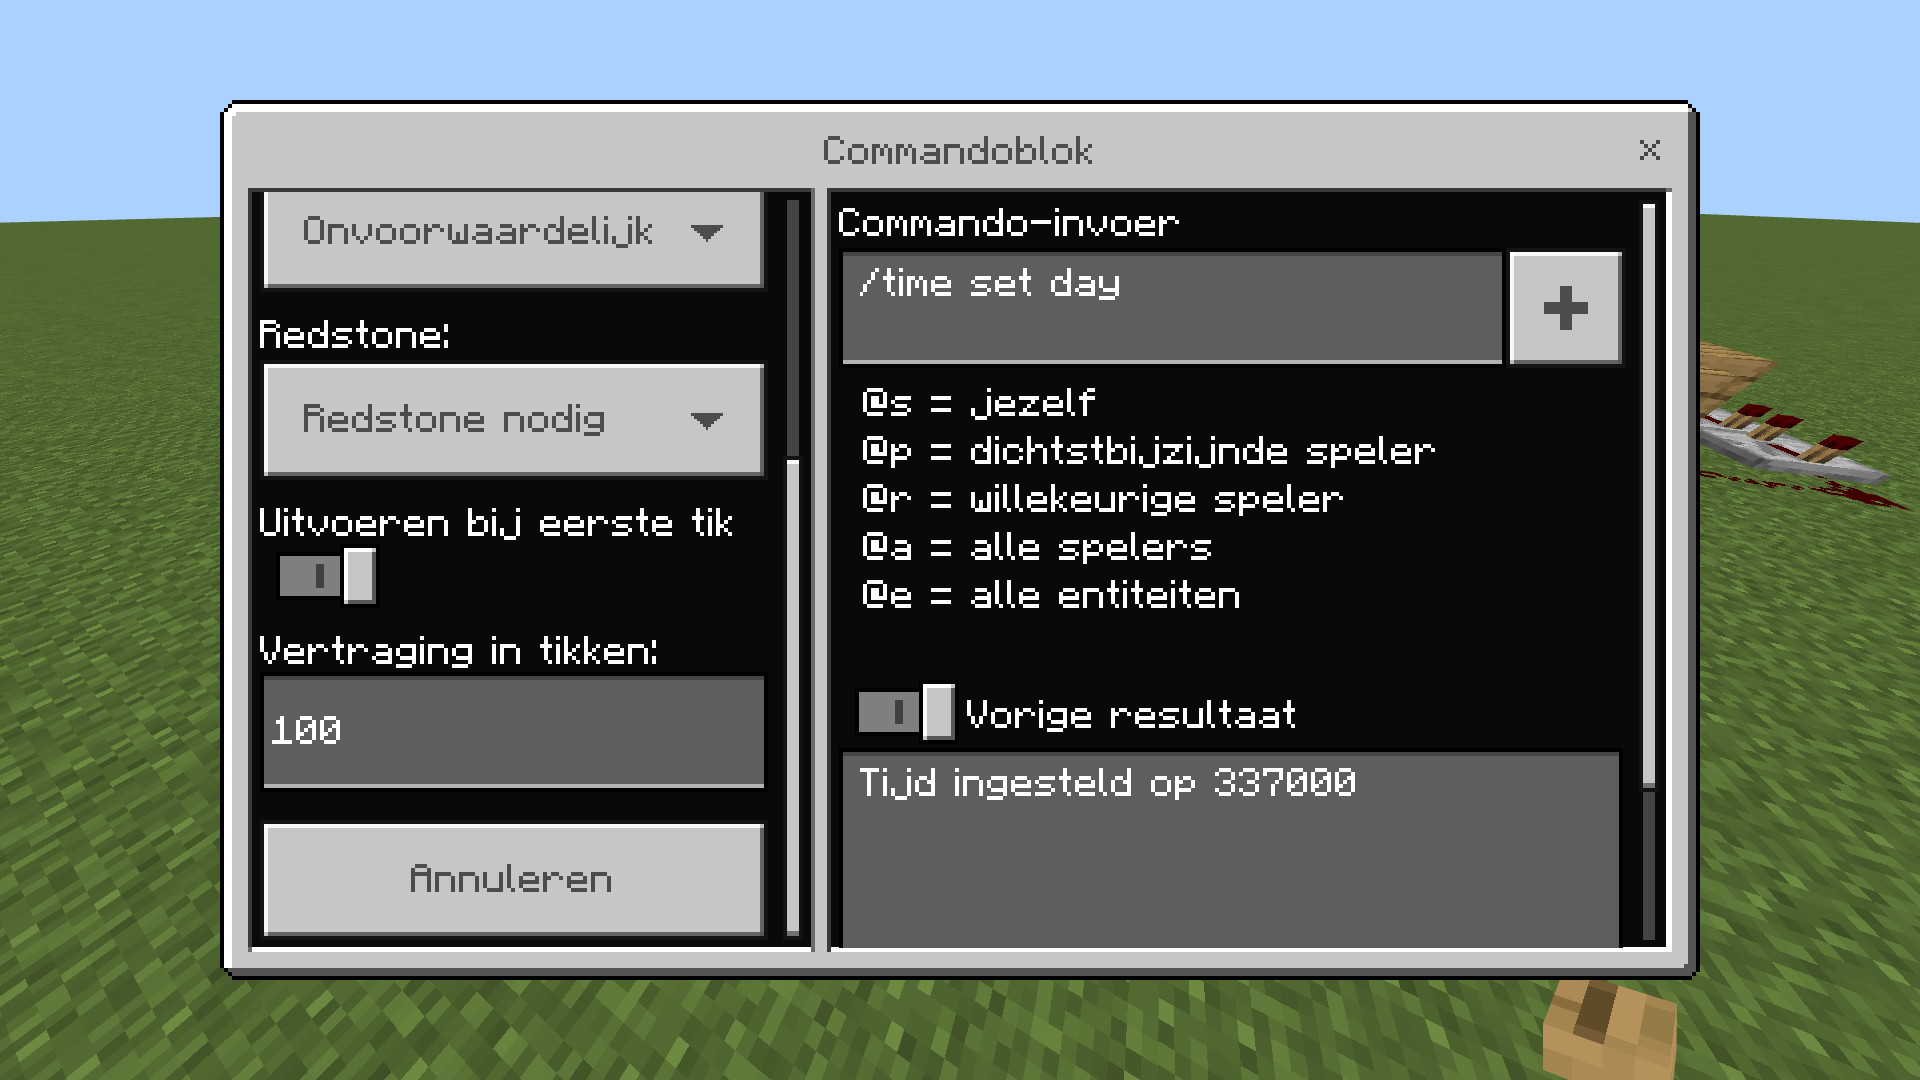 Commandoblok
Onvoorwaardelijk
Redstone:
Redstone nodig
Uitvoeren bij eerste tik
Vertraging in tikken:
100
Annuleren
Commando-invoer
/time set day
@s = jezelf
@p = dichtstbijzijnde speler
@r = willekeurige speler
@a = alle spelers
@e = alle entiteiten
Vorige resultaat
Tijd ingesteld op 337000